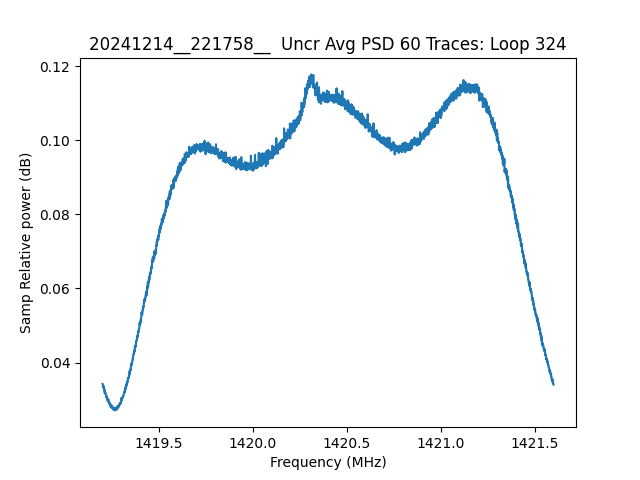 20241214__221758__ Uncr Avg PSD 60 Traces: Loop 324
0.12
0.10
0.08
0.06
0.04
Samp Relative power (dB)
1419.5 1420.0 1420.5 1421.0 1421.5
Frequency (MHz)